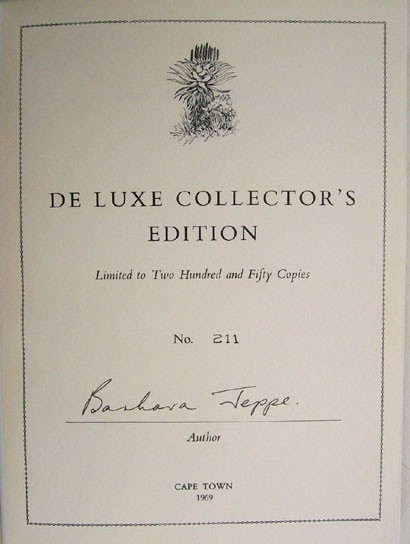 DE LUXE COLLECTOR'S
EDITION
Limited to Two Hundred and Fifty Copies
No. 211
Barbara Jeppe.
Author
CAPE TOWN
1969